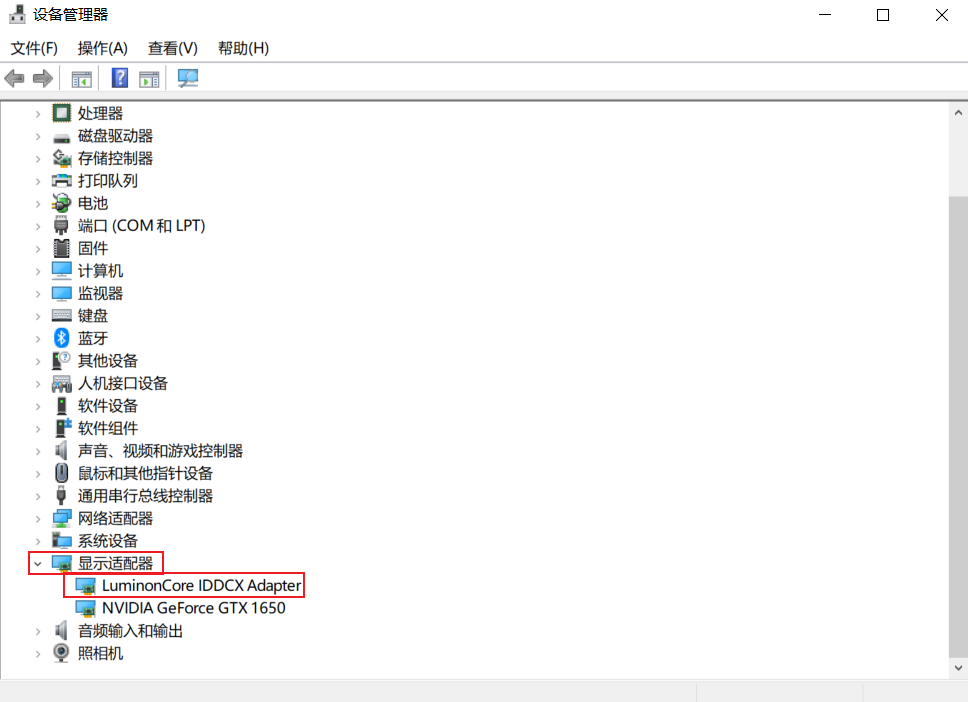 设备管理器
文件(F) 操作(A) 查看(V) 帮助(H)
处理器
磁盘驱动器
存储控制器
打印队列
电池
端口 (COM 和 LPT)
固件
计算机
监视器
键盘
蓝牙
其他设备
人机接口设备
软件设备
软件组件
声音、视频和游戏控制器
鼠标和其他指针设备
通用串行总线控制器
网络适配器
系统设备
显示适配器
LuminonCore IDDCX Adapter
NVIDIA GeForce GTX 1650
音频输入和输出
照相机